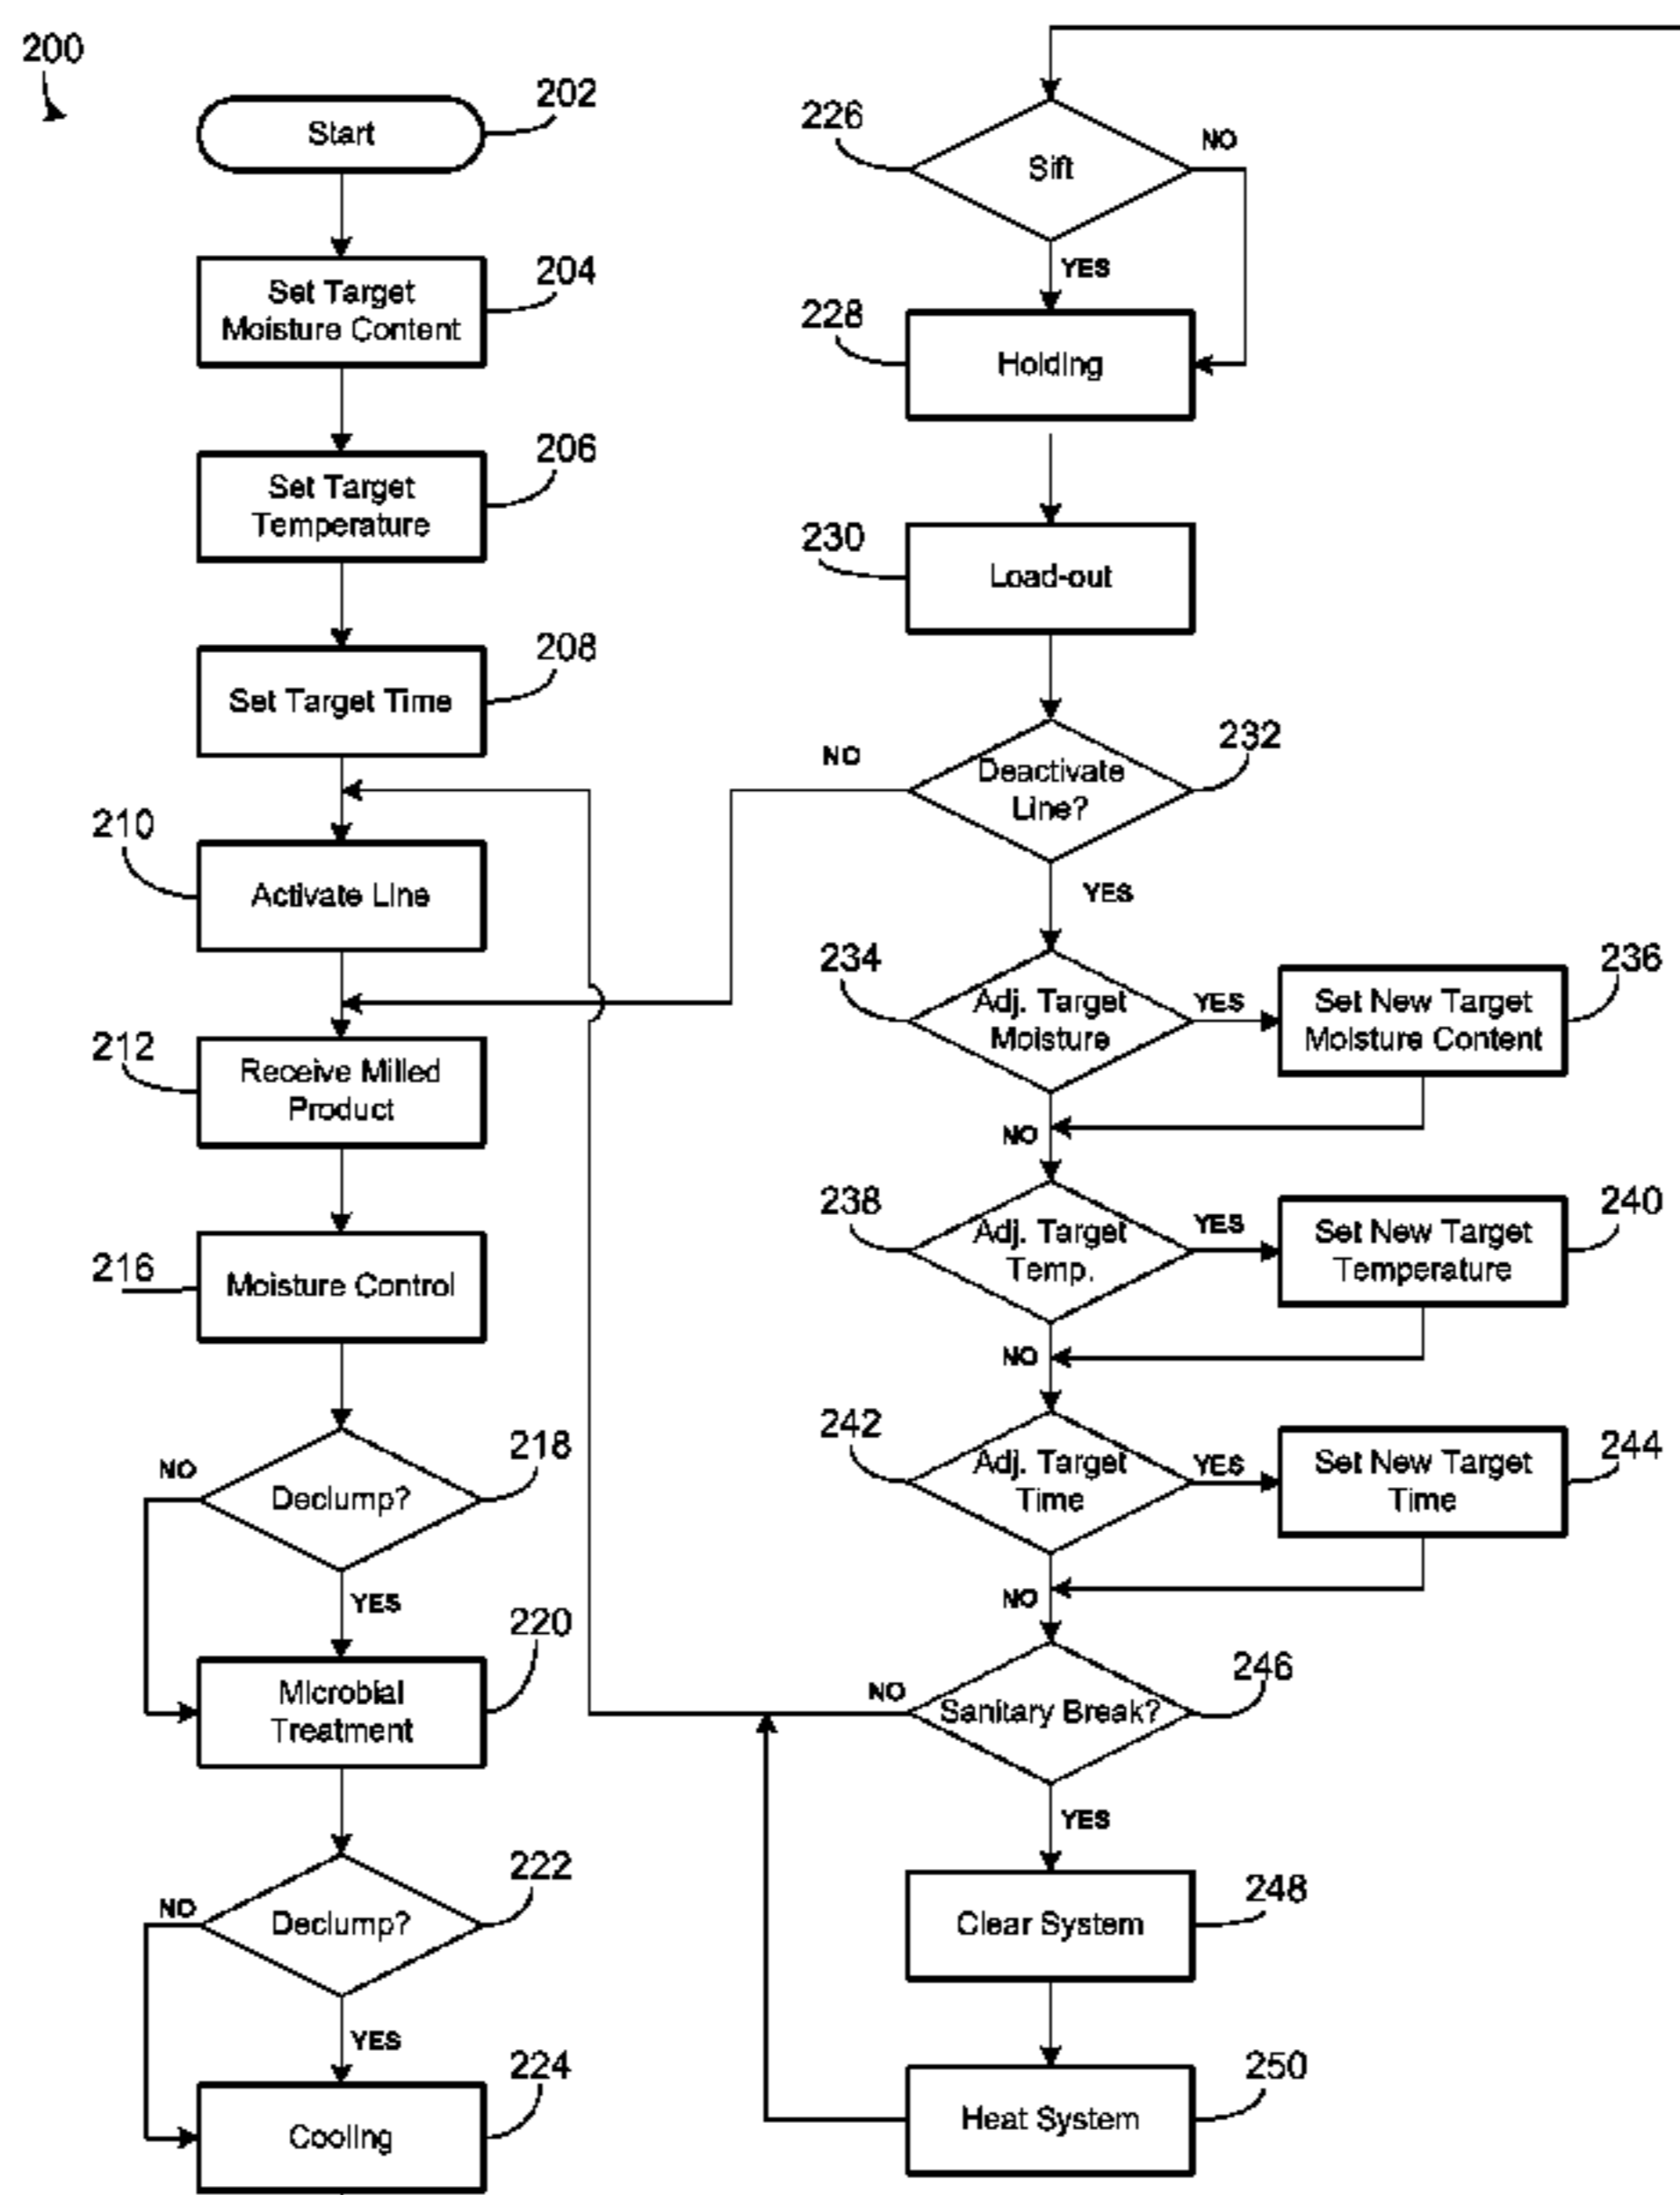 200
Start
202
Set Target
Moisture Content
204
Set Target
Temperature
206
Set Target Time
208
210
Activate Line
212
Receive Milled
Product
216
Moisture Control
NO
Declump?
218
YES
Microbial
Treatment
220
NO
Declump?
222
YES
Cooling
224
226
Sift
NO
YES
228
Holding
230
Load-out
NO
Deactivate
Line?
232
YES
234
Adj. Target
Moisture
YES
Set New Target
Moisture Content
236
NO
238
Adj. Target
Temp.
YES
Set New Target
Temperature
240
NO
242
Adj. Target
Time
YES
Set New Target
Time
244
NO
NO
Sanitary Break?
246
YES
Clear System
248
Heat System
250